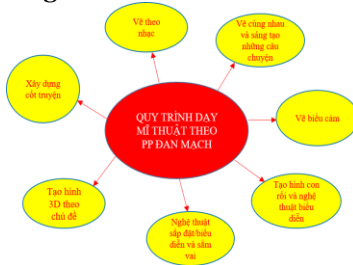 Vẽ theo
nhạc
Vẽ cùng nhau
và sáng tạo
những câu
chuyện
Xây dựng
cốt truyện
QUY TRÌNH DẠY
MĨ THUẬT THEO
PP ĐAN MẠCH
Vẽ biểu cảm
Tạo hình
3D theo
chủ đề
Nghệ thuật
sắp đặt/biểu
diễn và sắm
vai
Tạo hình con
rối và nghệ
thuật biểu
diễn